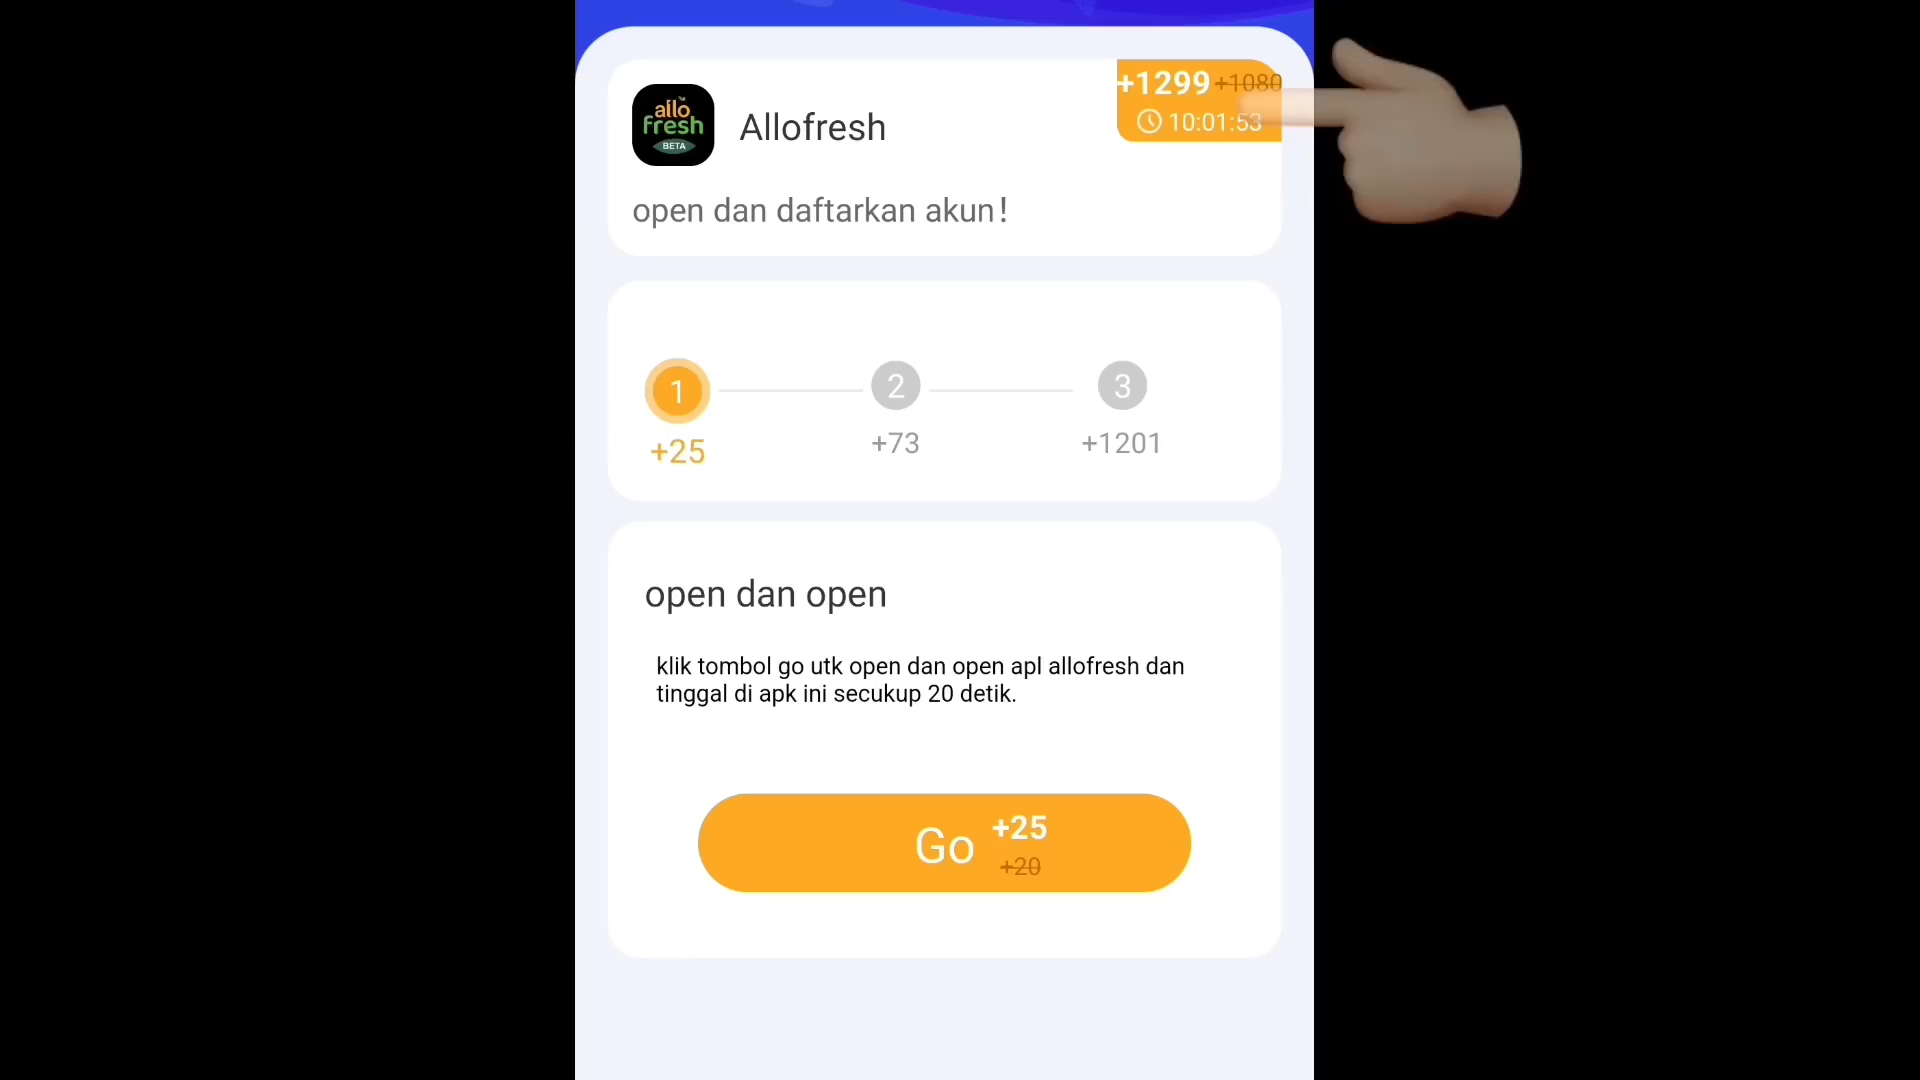 allo
fresh
BETA
Allofresh
+1299 +1080
10:01:53
open dan daftarkan akun!
1
2
3
+25
+73
+1201
open dan open
klik tombol go utk open dan open apl allofresh dan
tinggal di apk ini secukup 20 detik.
Go +25
+20